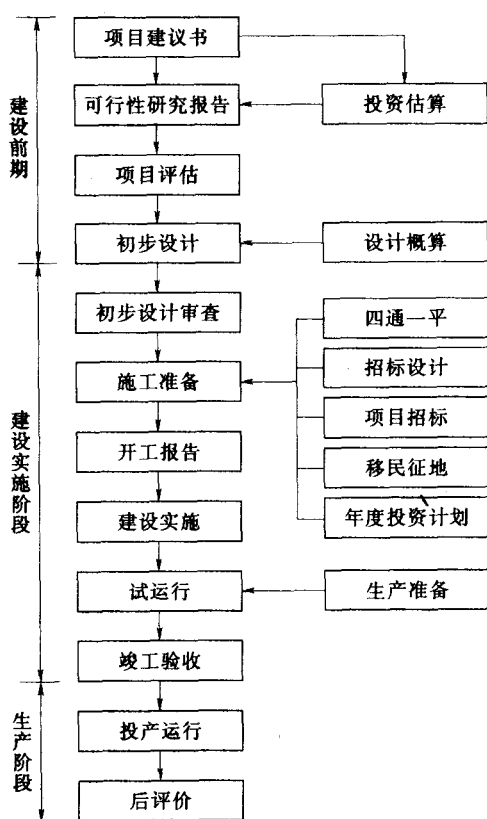 建设前期
项目建议书
可行性研究报告
投资估算
项目评估
初步设计
设计概算
建设实施阶段
初步设计审查
四通一平
施工准备
招标设计
开工报告
项目招标
建设实施
移民征地
年度投资计划
试运行
生产准备
竣工验收
生产阶段
投产运行
后评价